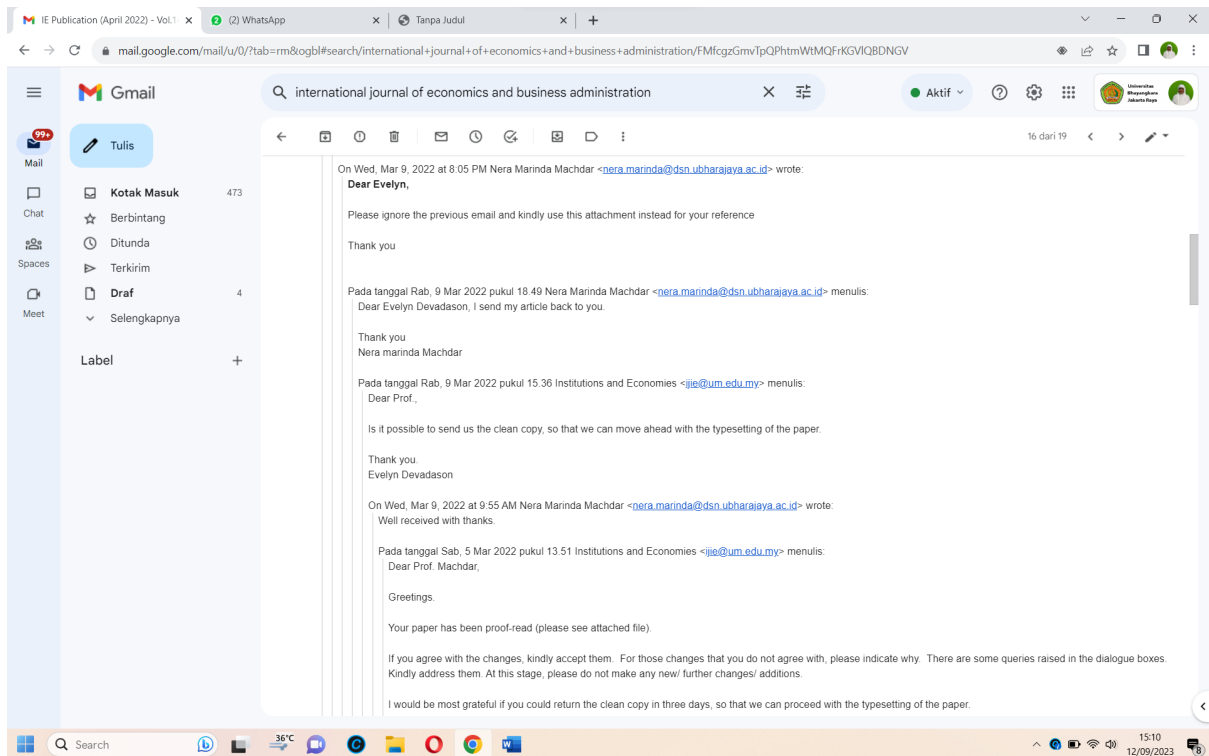 IE Publication (April 2022) - Vol.1
(2) WhatsApp
Tanpa Judul
mail.google.com/mail/u/0/?tab=rm&ogbl#search/international+journal+of+economics+and+business+administration/FMfcgzGmvTpQPhtmWtMQFrKGVlQBDNGV
Gmail
international journal of economics and business administration
Aktif
Universitas
Bhayangkara
Jakarta Raya
99+
Mail
Chat
Spaces
Meet
Tulis
Kotak Masuk 473
Berbintang
Ditunda
Terkirim
Draf 4
Selengkapnya
Label
16 dari 19
On Wed, Mar 9, 2022 at 8:05 PM Nera Marinda Machdar <nera.marinda@dsn.ubharajaya.ac.id> wrote:
Dear Evelyn,
Please ignore the previous email and kindly use this attachment instead for your reference
Thank you
Pada tanggal Rab, 9 Mar 2022 pukul 18.49 Nera Marinda Machdar <nera.marinda@dsn.ubharajaya.ac.id> menulis:
Dear Evelyn Devadason, I send my article back to you.
Thank you
Nera marinda Machdar
Pada tanggal Rab, 9 Mar 2022 pukul 15.36 Institutions and Economies <ijie@um.edu.my> menulis:
Dear Prof.,
Is it possible to send us the clean copy, so that we can move ahead with the typesetting of the paper.
Thank you.
Evelyn Devadason
On Wed, Mar 9, 2022 at 9:55 AM Nera Marinda Machdar <nera.marinda@dsn.ubharajaya.ac.id> wrote:
Well received with thanks.
Pada tanggal Sab, 5 Mar 2022 pukul 13.51 Institutions and Economies <ijie@um.edu.my> menulis:
Dear Prof. Machdar,
Greetings.
Your paper has been proof-read (please see attached file).
If you agree with the changes, kindly accept them. For those changes that you do not agree with, please indicate why. There are some queries raised in the dialogue boxes.
Kindly address them. At this stage, please do not make any new/ further changes/ additions.
I would be most grateful if you could return the clean copy in three days, so that we can proceed with the typesetting of the paper.
Search
36°C
15:10
12/09/2023
8